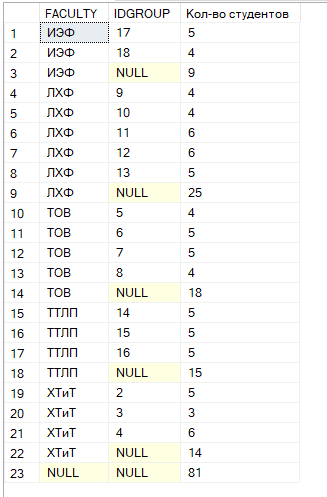 FACULTY IDGROUP Кол-во студентов
1 ИЭФ 17 5
2 ИЭФ 18 4
3 ИЭФ NULL 9
4 ЛХФ 9 4
5 ЛХФ 10 4
6 ЛХФ 11 6
7 ЛХФ 12 6
8 ЛХФ 13 5
9 ЛХФ NULL 25
10 ТОВ 5 4
11 ТОВ 6 5
12 ТОВ 7 5
13 ТОВ 8 4
14 ТОВ NULL 18
15 ТТЛП 14 5
16 ТТЛП 15 5
17 ТТЛП 16 5
18 ТТЛП NULL 15
19 ХТиТ 2 5
20 ХТиТ 3 3
21 ХТиТ 4 6
22 ХТиТ NULL 14
23 NULL NULL 81